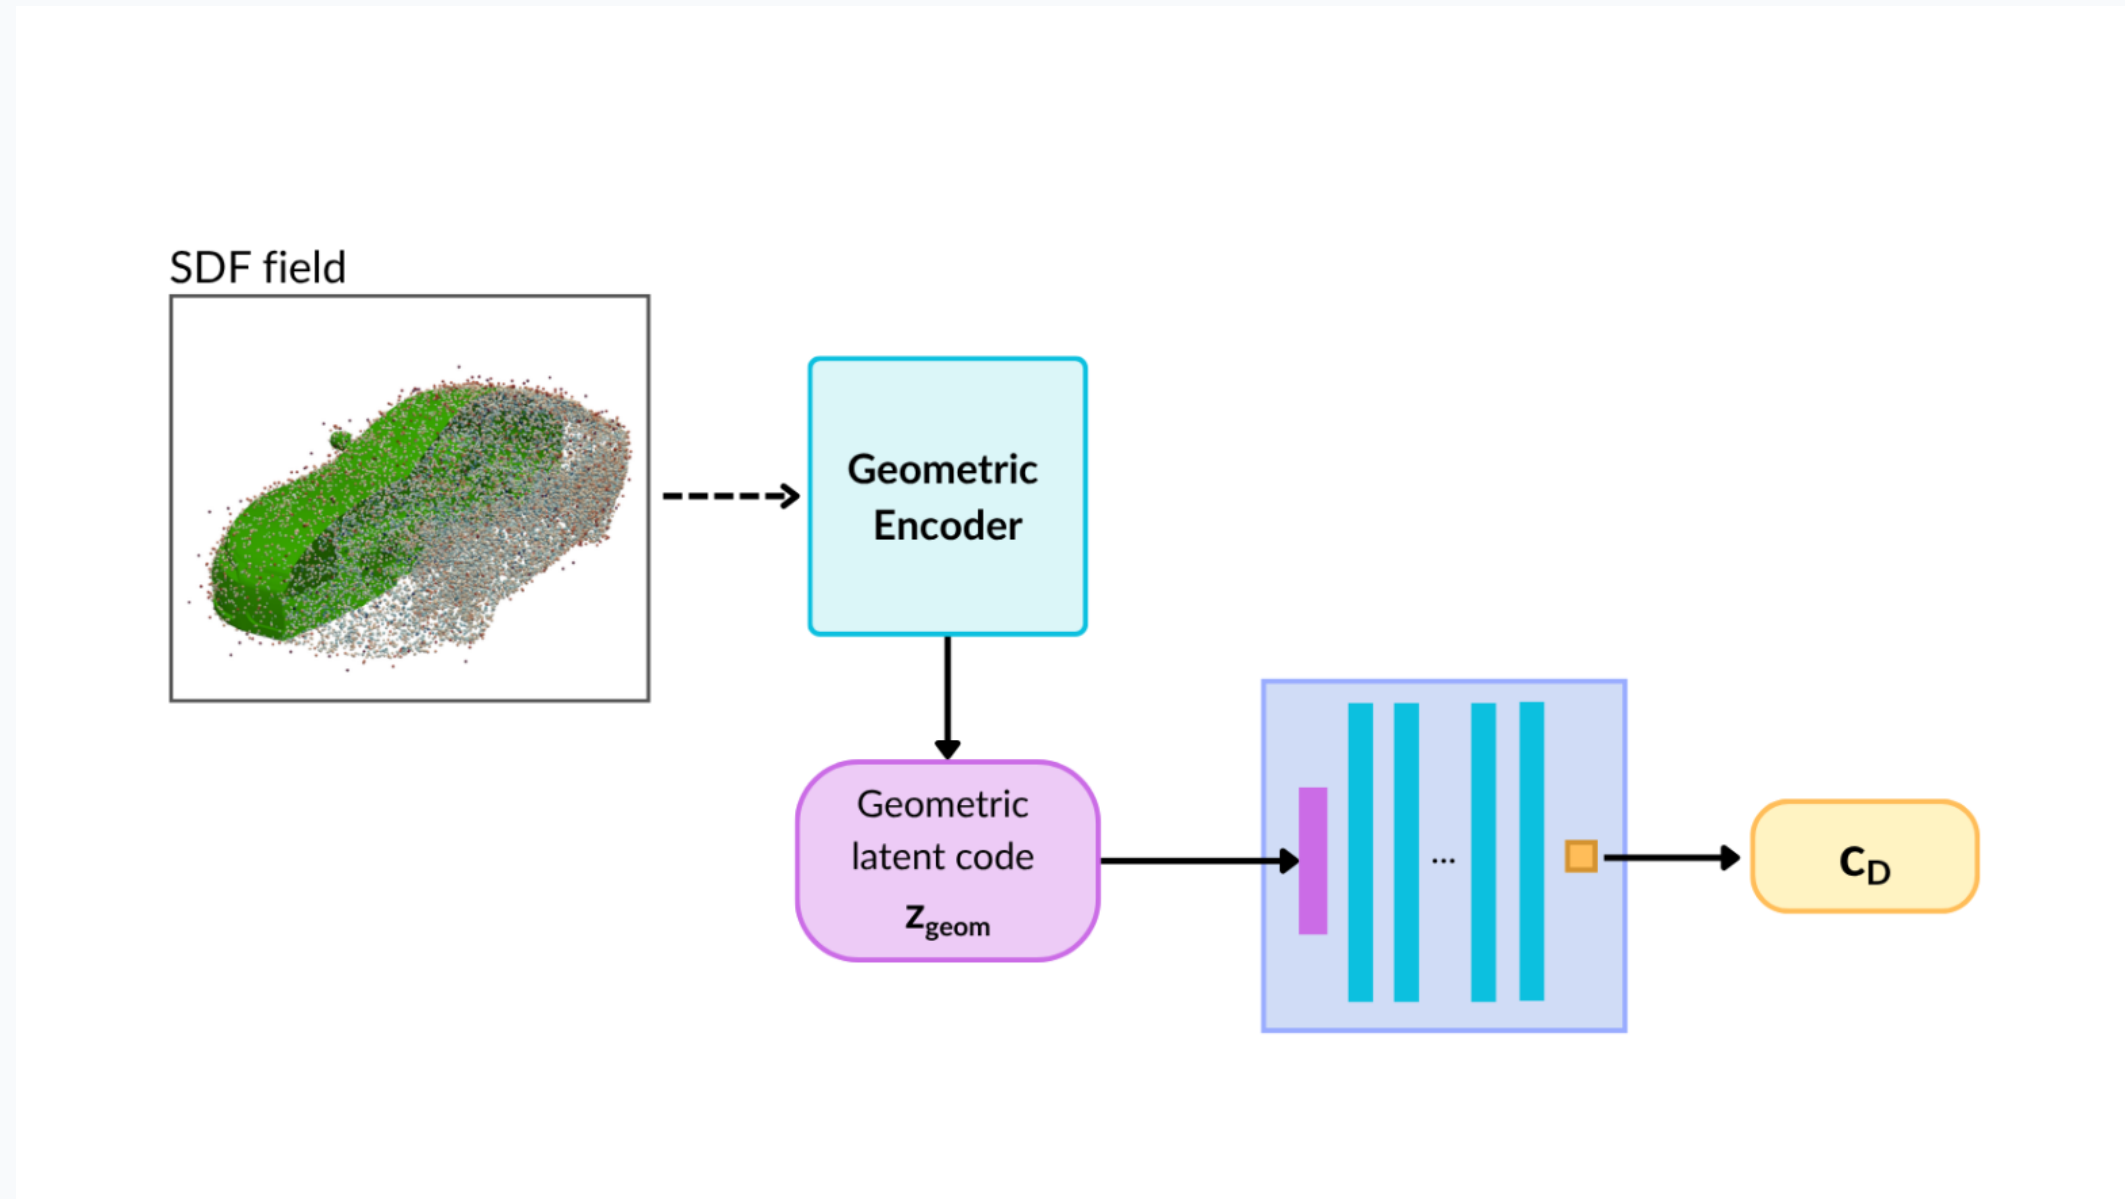 SDF field
Geometric
Encoder
Geometric
latent code
z_geom
...
C_D